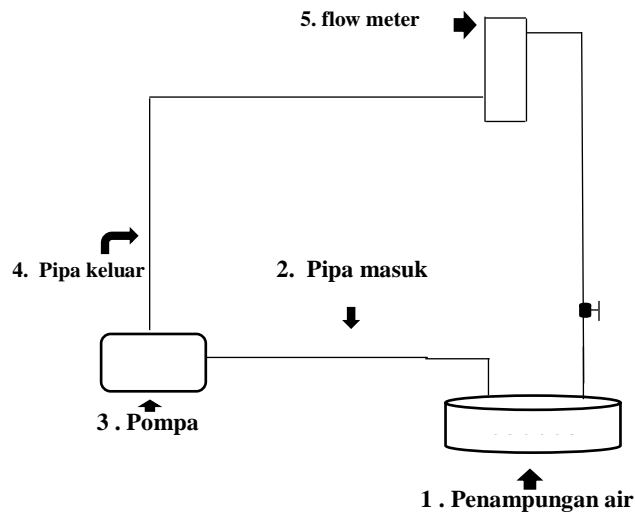 5. flow meter
4. Pipa keluar
2. Pipa masuk
3 . Pompa
1 . Penampungan air